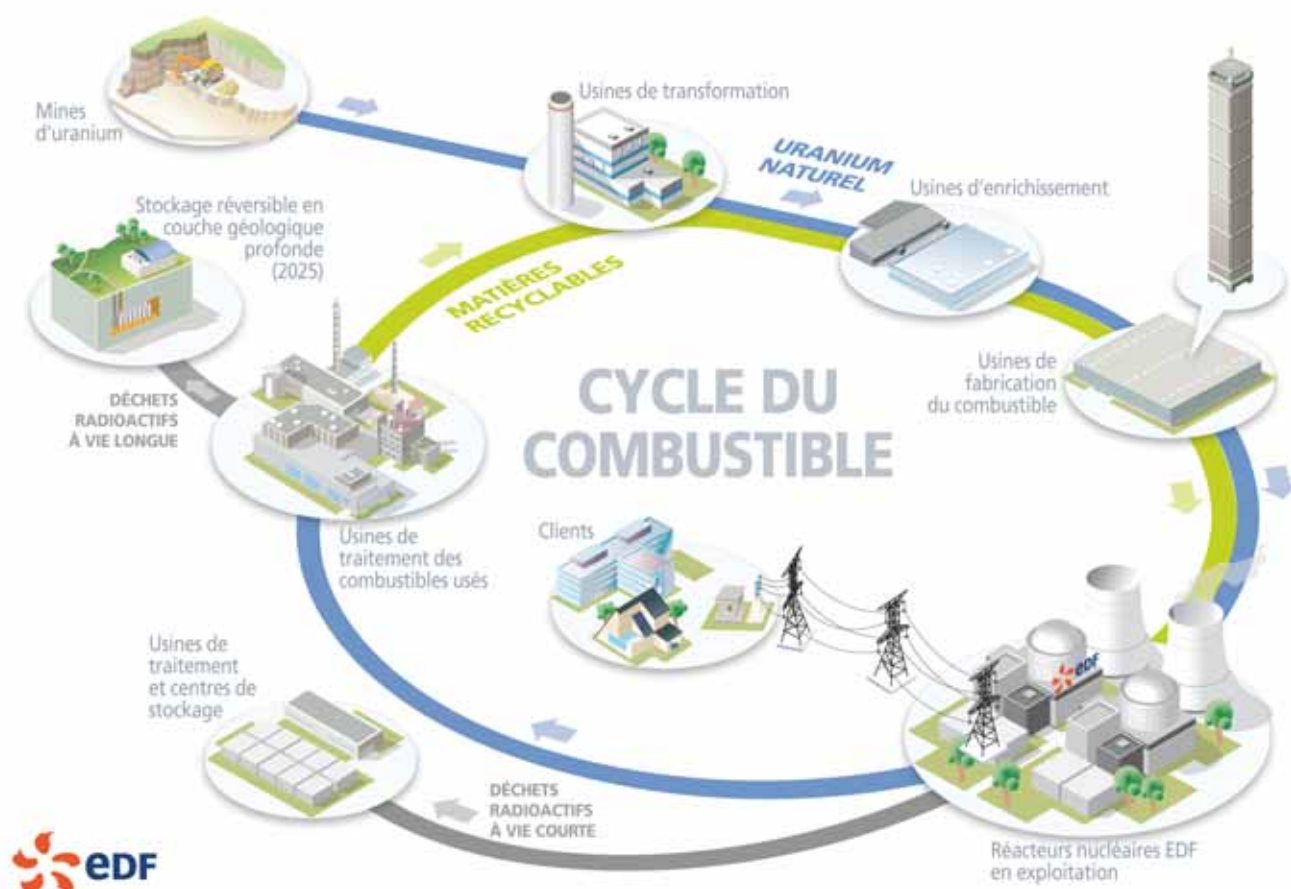 Mines
d'uranium
Usines de transformation
URANIUM
NATUREL
Usines d'enrichissement
Stockage réversible en
couche géologique
profonde
(2025)
MATIÈRES
RECYCLABLES
Usines de
fabrication
du combustible
DÉCHETS
RADIOACTIFS
À VIE LONGUE
CYCLE DU
COMBUSTIBLE
Usines de
traitement des
combustibles usés
Clients
Usines de
traitement
et centres de
stockage
eDF
DÉCHETS
RADIOACTIFS
À VIE COURTE
Réacteurs nucléaires EDF
en exploitation
eDF